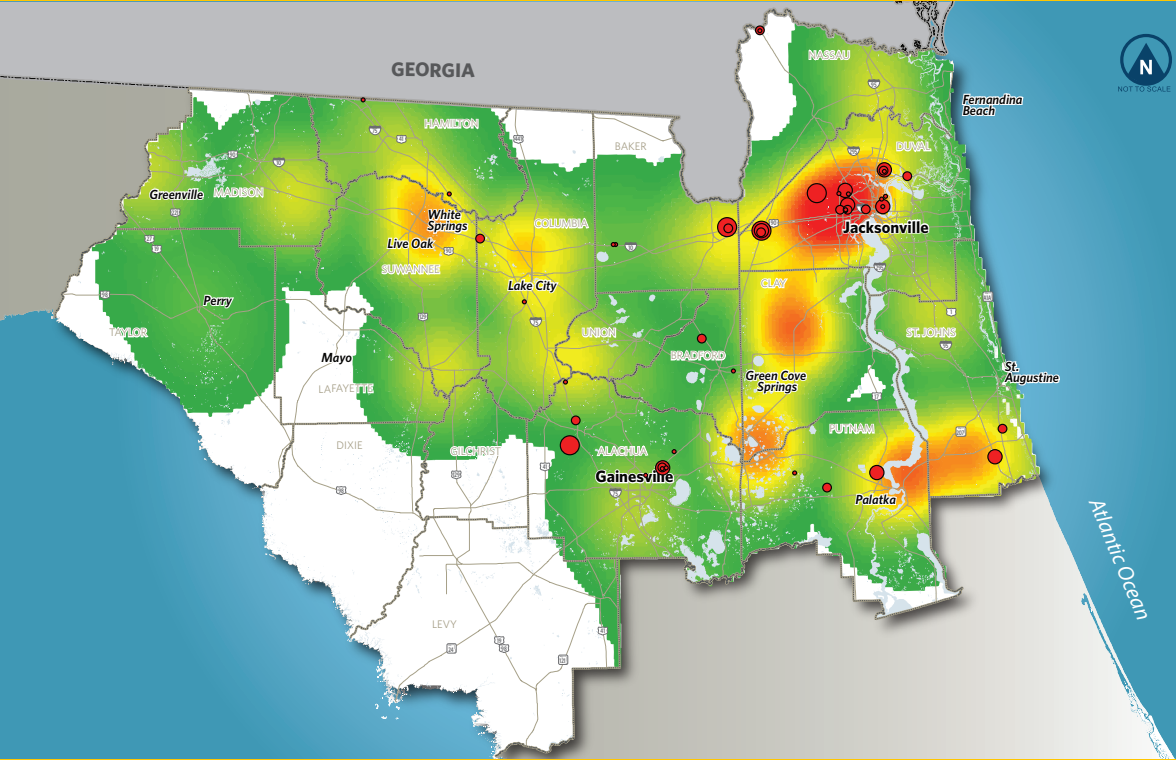 GEORGIA
N
NOT TO SCALE
NASSAU
Fernandina
Beach
HAMILTON
BAKER
DUVAL
Greenville
MADISON
White
Springs
COLUMBIA
Jacksonville
Live Oak
SUWANNEE
Lake City
CLAY
Perry
TAYLOR
UNION
ST. JOHNS
Mayo
BRADFORD
LAFAYETTE
Green Cove
Springs
St.
Augustine
DIXIE
GILCHRIST
ALACHUA
PUTNAM
Gainesville
Palatka
Atlantic Ocean
LEVY